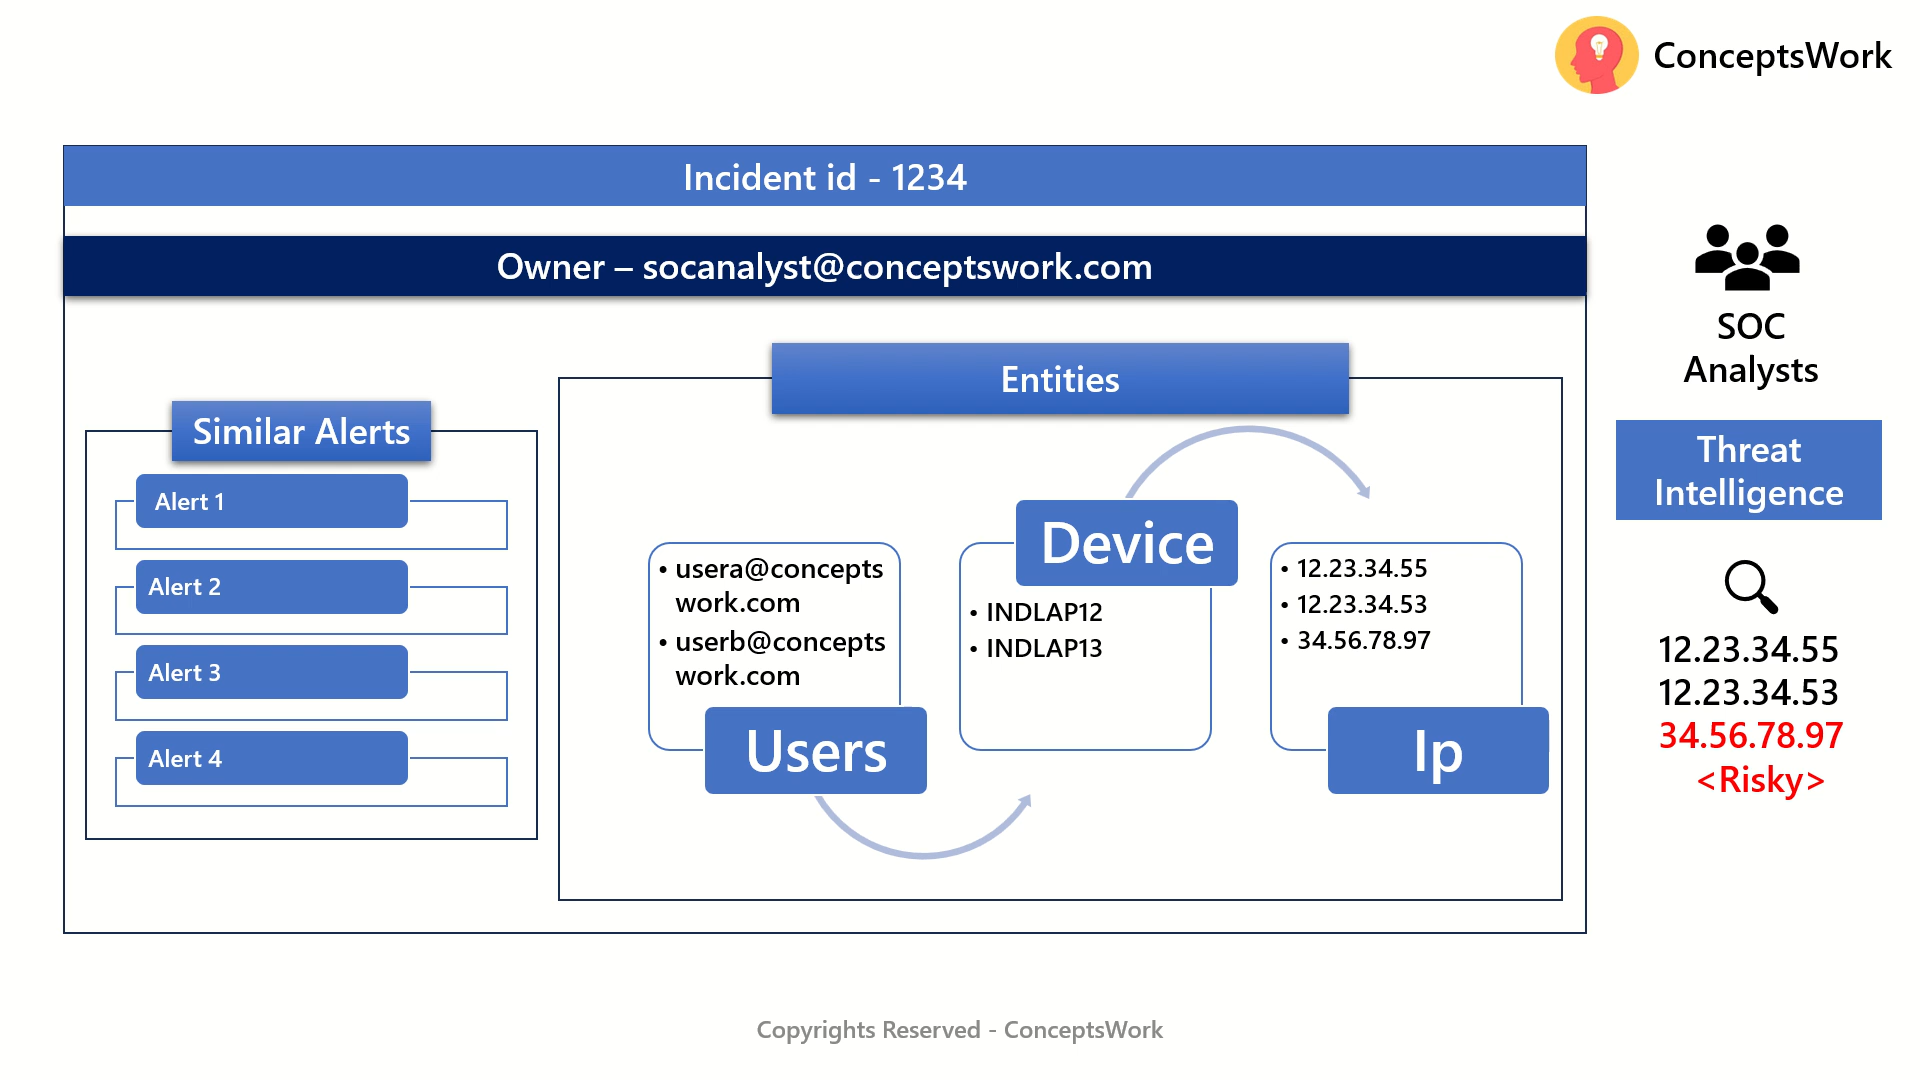 ConceptsWork
Incident id - 1234
Owner – socanalyst@conceptswork.com
Similar Alerts
Alert 1
Alert 2
Alert 3
Alert 4
Entities
• usera@concepts
work.com
• userb@concepts
work.com
Users
Device
• INDLAP12
• INDLAP13
• 12.23.34.55
• 12.23.34.53
• 34.56.78.97
Ip
SOC
Analysts
Threat
Intelligence
12.23.34.55
12.23.34.53
34.56.78.97
<Risky>
Copyrights Reserved - ConceptsWork